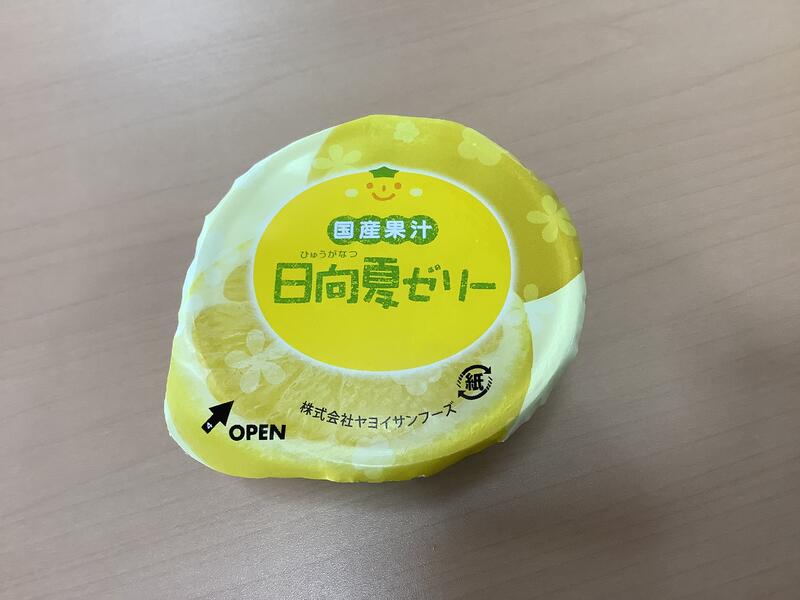 国産果汁
ひゅうがなつ
日向夏ゼリー
紙
株式会社ヤヨイサンフーズ
OPEN